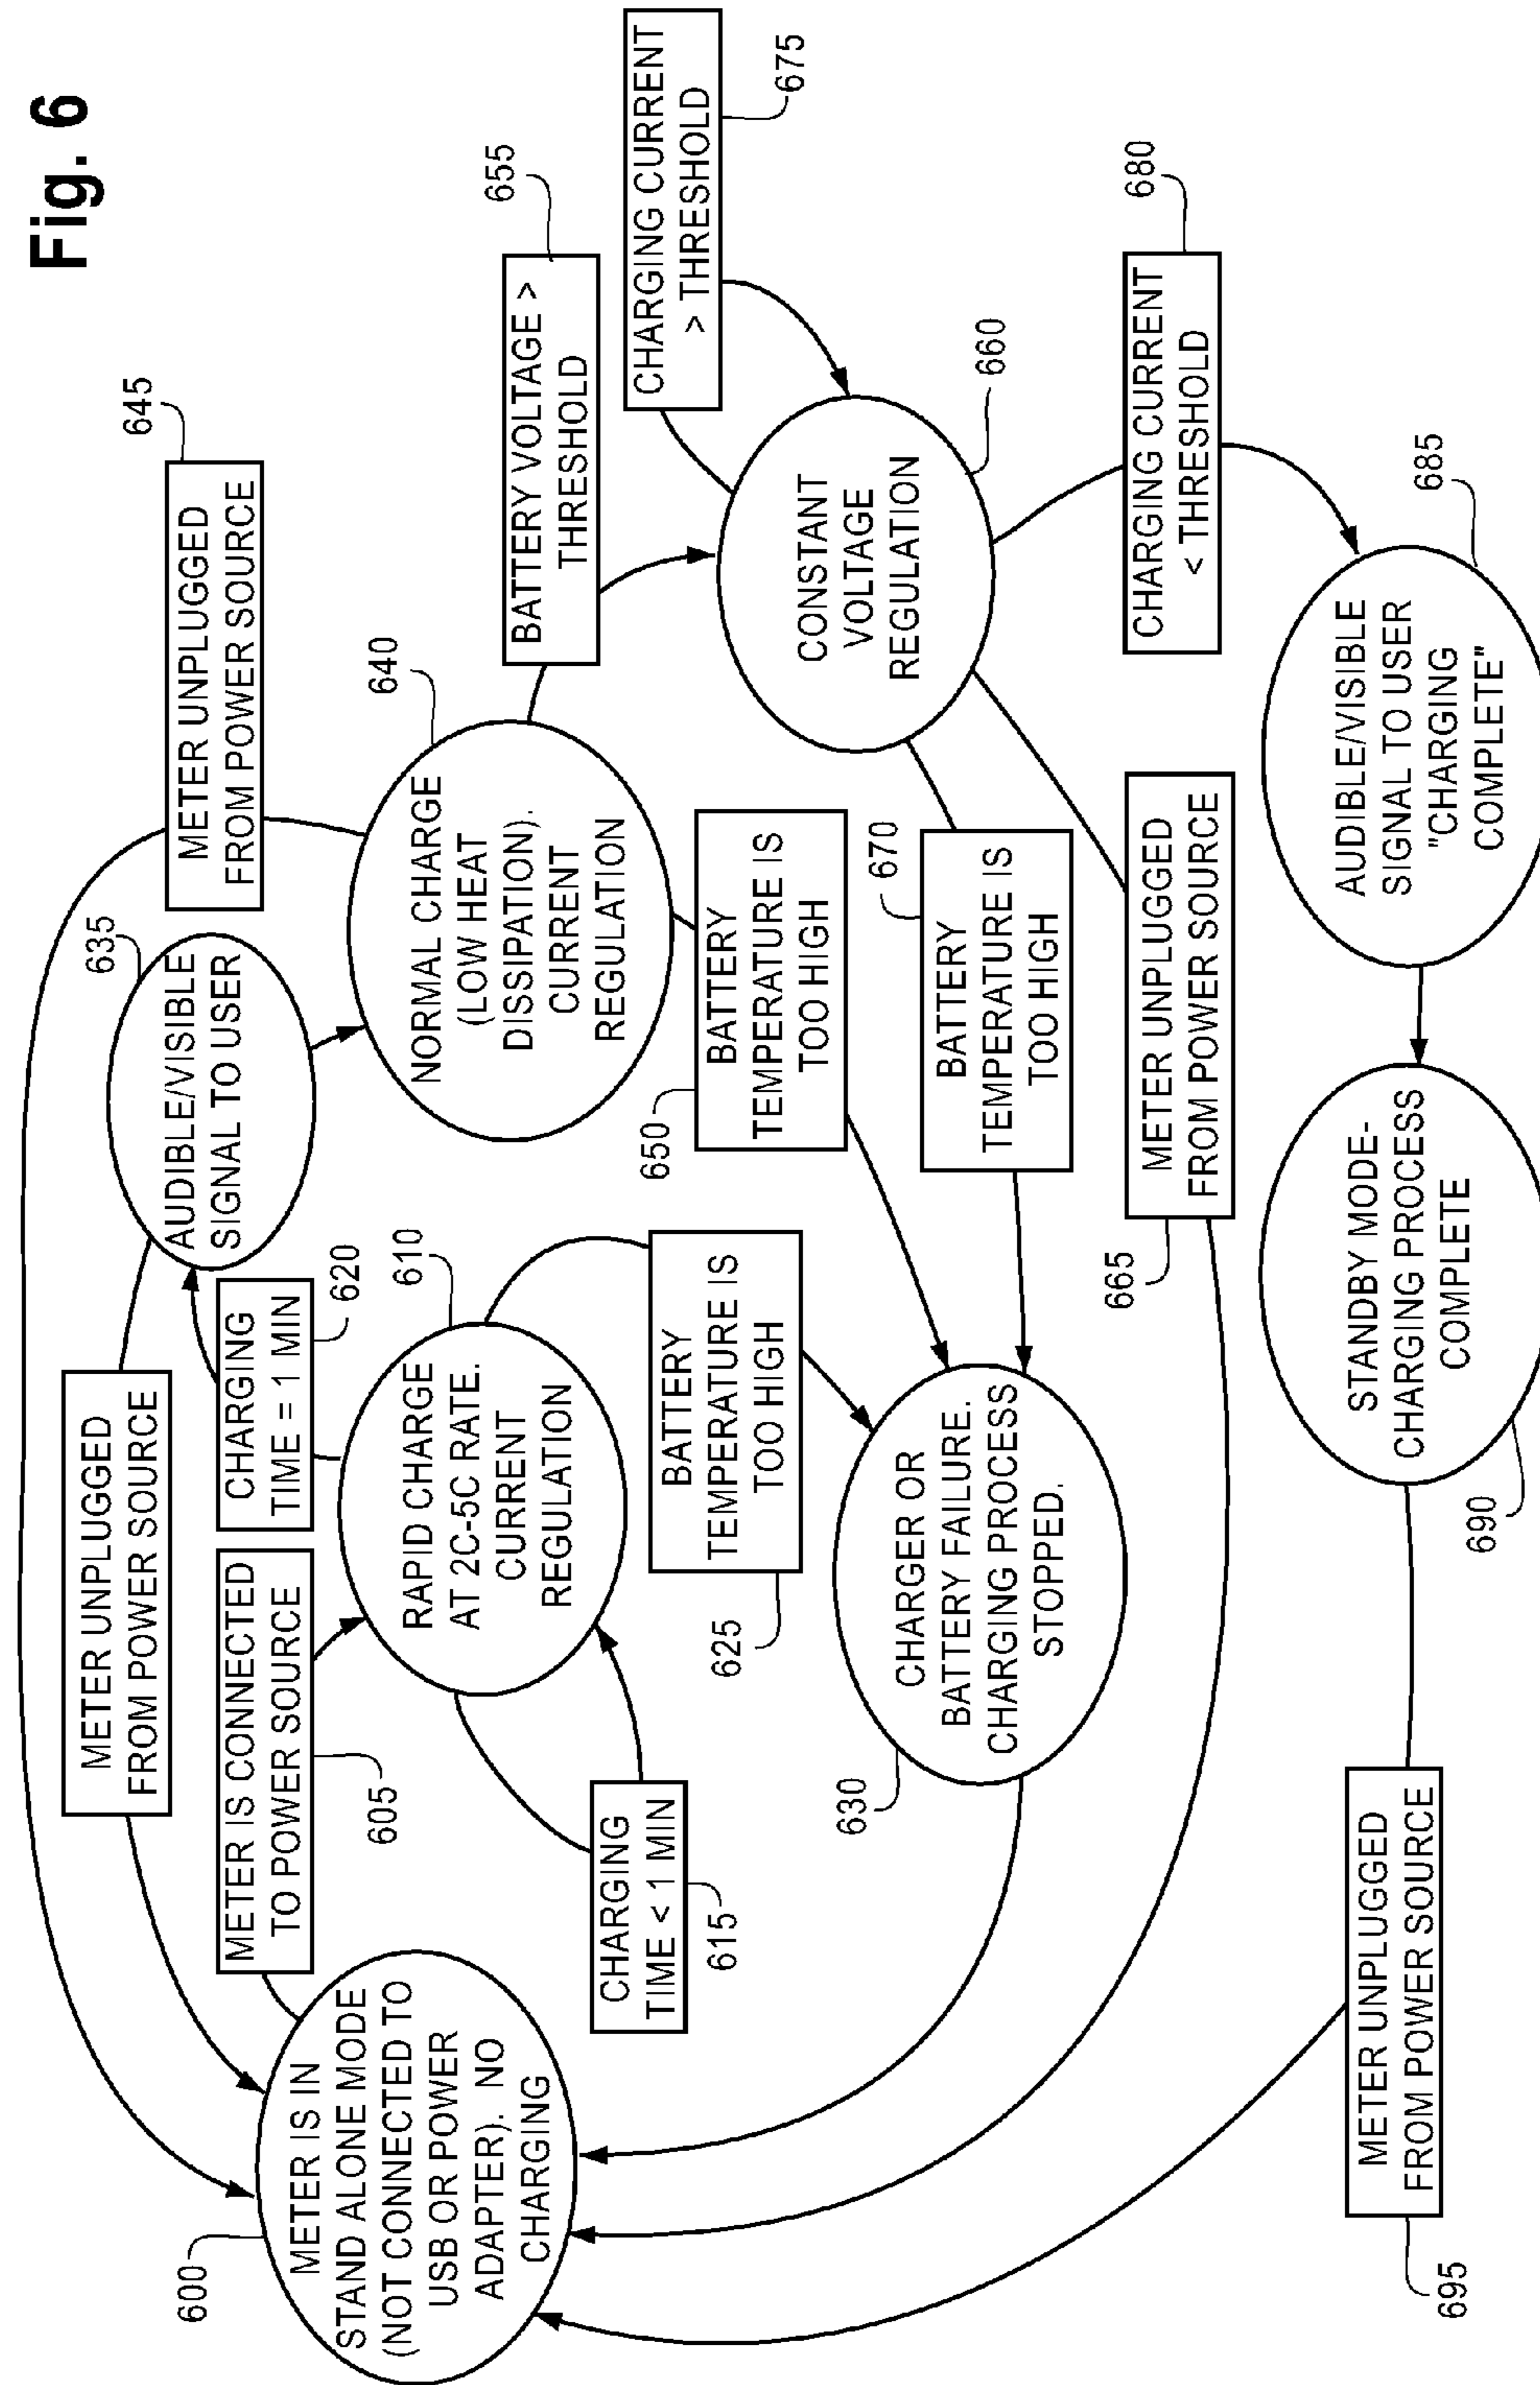 Fig. 6
600
METER IS IN
STAND ALONE MODE
(NOT CONNECTED TO
USB OR POWER
ADAPTER). NO
CHARGING
METER UNPLUGGED
FROM POWER SOURCE
METER IS CONNECTED
TO POWER SOURCE
605
CHARGING
TIME < 1 MIN
615
RAPID CHARGE
AT 2C-5C RATE.
CURRENT
REGULATION
610
CHARGING
TIME = 1 MIN
620
BATTERY
TEMPERATURE IS
TOO HIGH
625
CHARGER OR
BATTERY FAILURE.
CHARGING PROCESS
STOPPED.
630
AUDIBLE/VISIBLE
SIGNAL TO USER
635
NORMAL CHARGE
(LOW HEAT
DISSIPATION).
CURRENT
REGULATION
640
METER UNPLUGGED
FROM POWER SOURCE
645
BATTERY
TEMPERATURE IS
TOO HIGH
650
BATTERY VOLTAGE >
THRESHOLD
655
CONSTANT
VOLTAGE
REGULATION
660
METER UNPLUGGED
FROM POWER SOURCE
665
BATTERY
TEMPERATURE IS
TOO HIGH
670
CHARGING CURRENT
> THRESHOLD
675
CHARGING CURRENT
< THRESHOLD
680
AUDIBLE/VISIBLE
SIGNAL TO USER
"CHARGING
COMPLETE"
685
STANDBY MODE-
CHARGING PROCESS
COMPLETE
690
METER UNPLUGGED
FROM POWER SOURCE
695